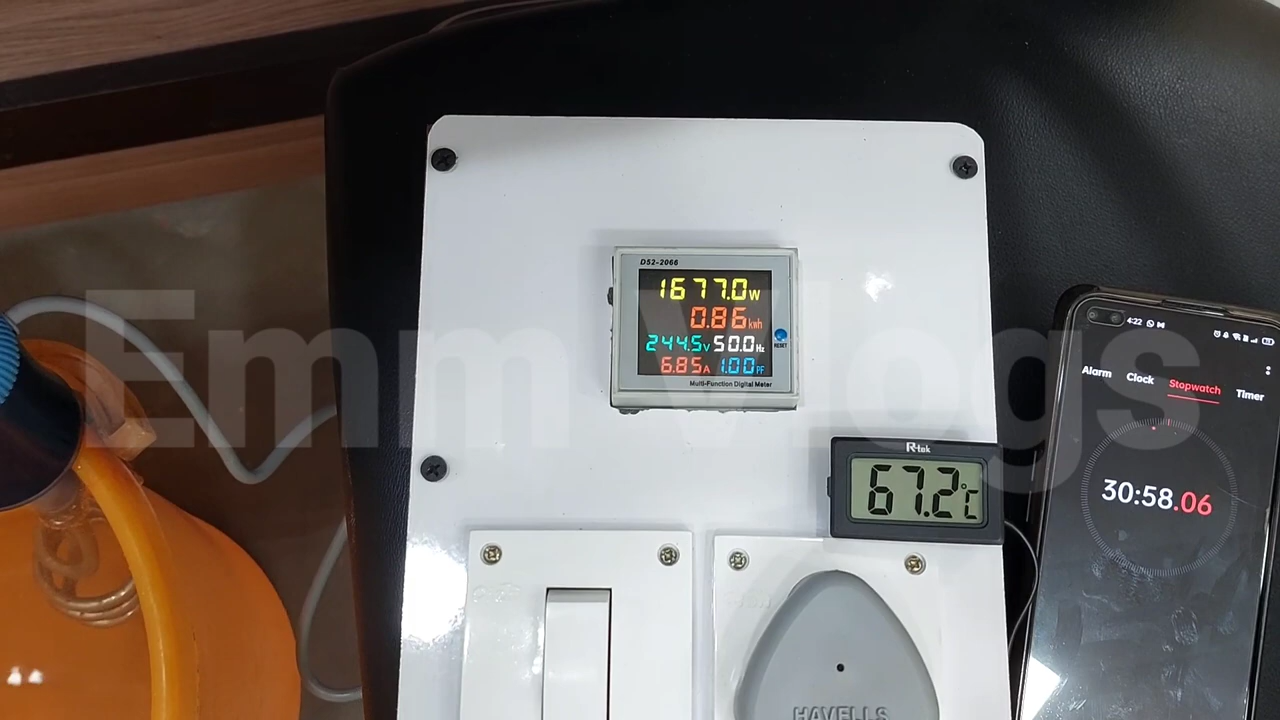 D52-2066
1677.0W
0.86kwh
244.5V 50.0Hz
RESET
6.85A 1.00PF
Multi-Function Digital Meter
Emm Vlogs
R-tek
67.2°C
HAVELLS
4:22
Alarm Clock Stopwatch Timer
30:58.06